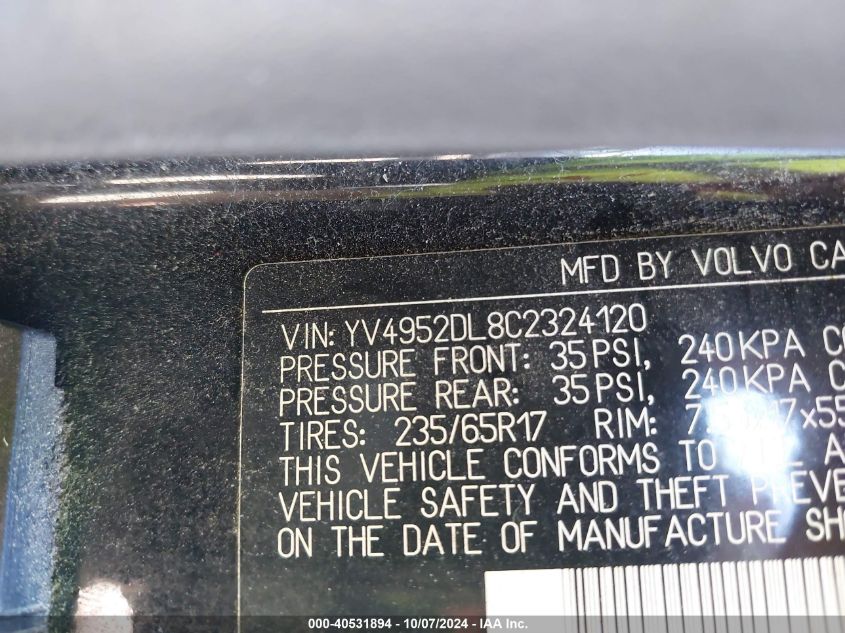 MFD BY VOLVO CA
VIN: YV4952DL8C2324120
PRESSURE FRONT: 35 PSI, 240 KPA C
PRESSURE REAR: 35 PSI, 240 KPA C
TIRES: 235/65R17 RIM:
THIS VEHICLE CONFORMS TO
VEHICLE SAFETY AND THEFT PREVE
ON THE DATE OF MANUFACTURE SH
000-40531894 - 10/07/2024 - IAA Inc.